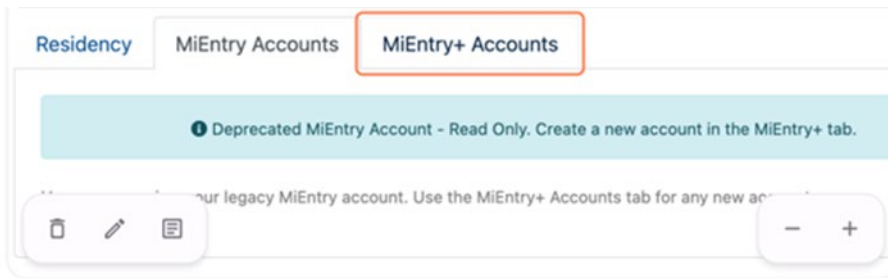 Residency MiEntry Accounts MiEntry+ Accounts
Deprecated MiEntry Account - Read Only. Create a new account in the MiEntry+ tab.
your legacy MiEntry account. Use the MiEntry+ Accounts tab for any new